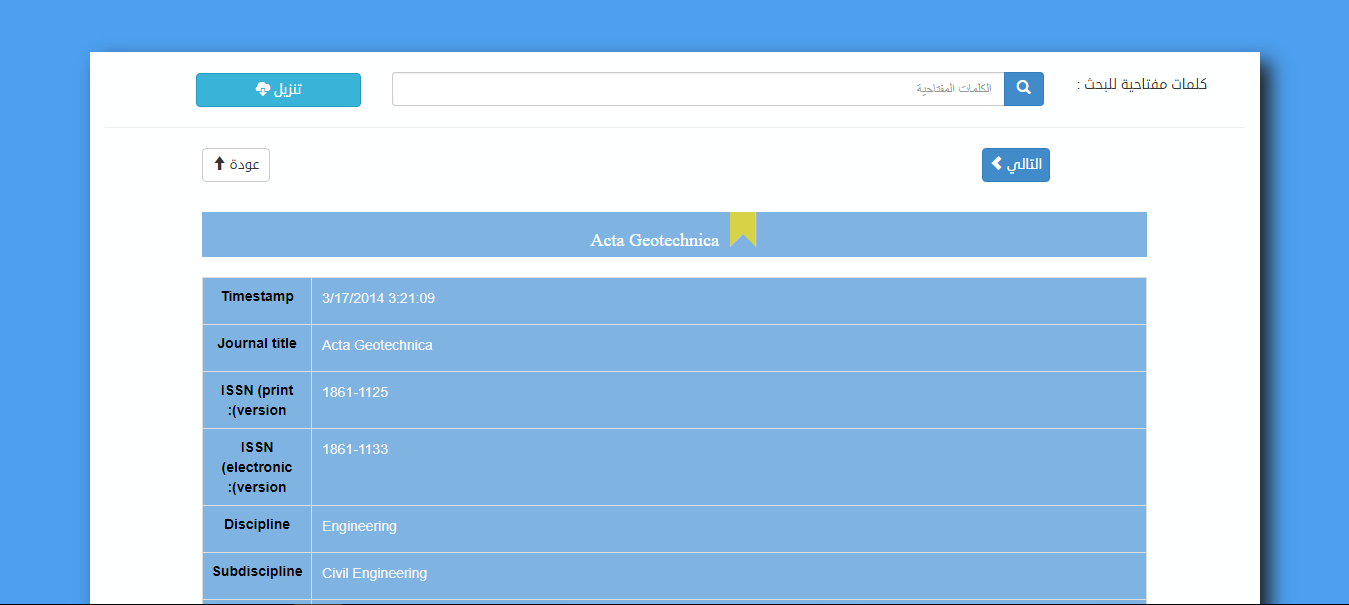 كلمات مفتاحية للبحث :
الكلمات المفتاحية
تنزيل
التالي
عودة
Acta Geotechnica
Timestamp 3/17/2014 3:21:09
Journal title Acta Geotechnica
ISSN (print 1861-1125
:(version
ISSN 1861-1133
(electronic
:(version
Discipline Engineering
Subdiscipline Civil Engineering